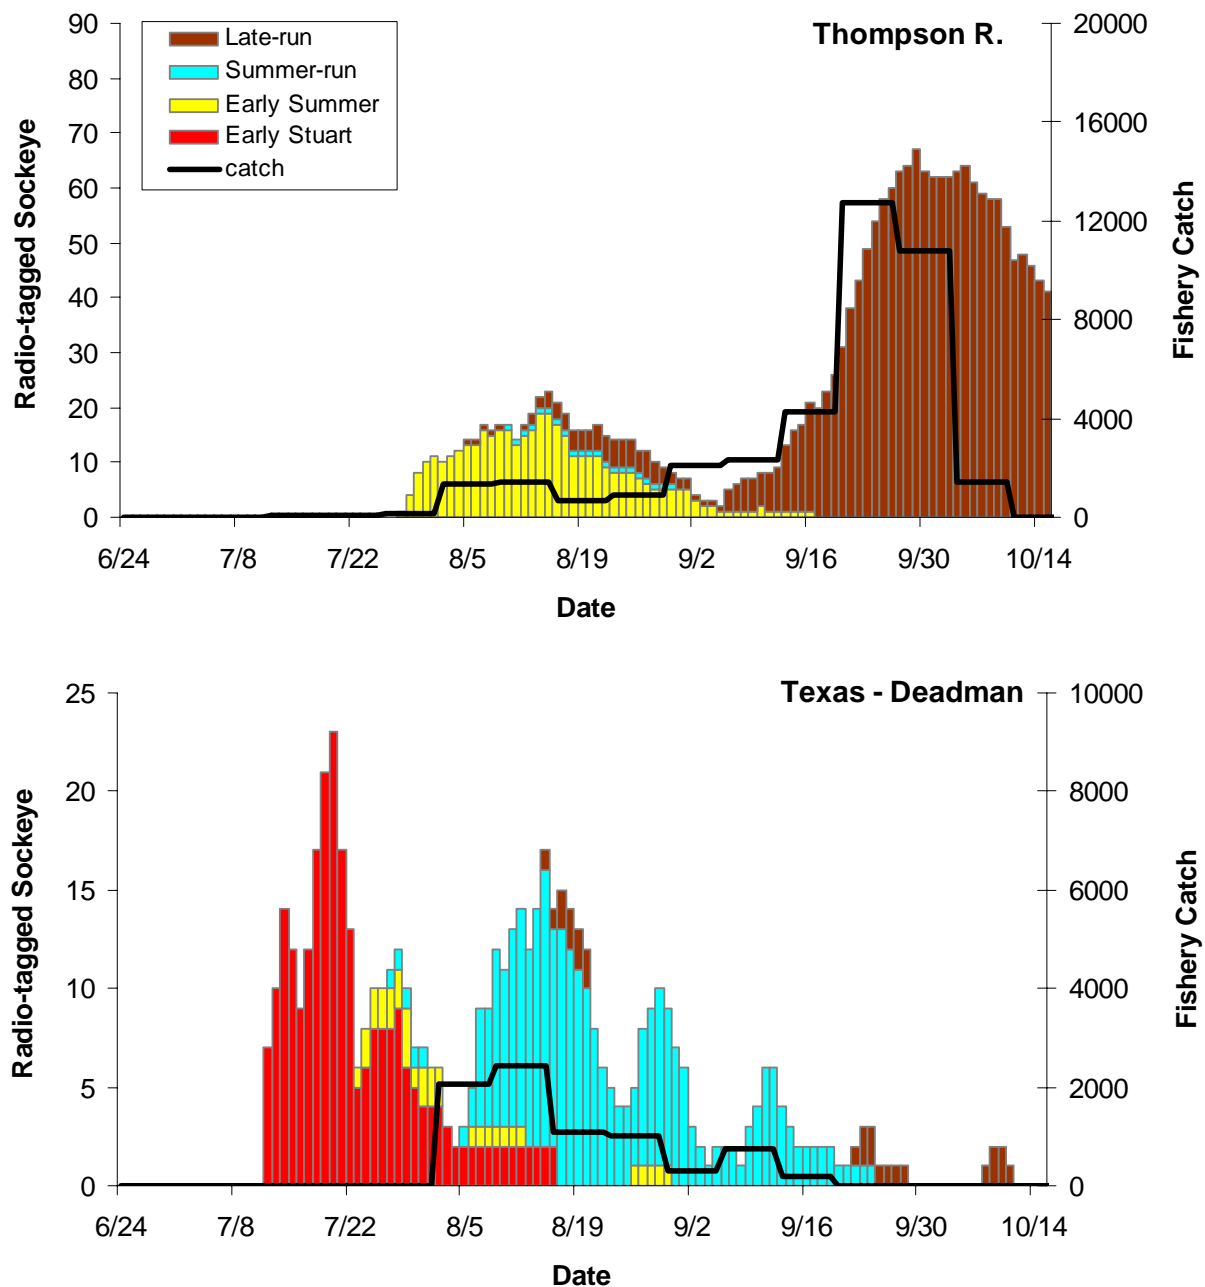 Thompson R.
Late-run
Summer-run
Early Summer
Early Stuart
catch
Radio-tagged Sockeye
90
80
70
60
50
40
30
20
10
0
Fishery Catch
20000
16000
12000
8000
4000
0
6/24 7/8 7/22 8/5 8/19 9/2 9/16 9/30 10/14
Date
Texas - Deadman
Radio-tagged Sockeye
25
20
15
10
5
0
Fishery Catch
10000
8000
6000
4000
2000
0
6/24 7/8 7/22 8/5 8/19 9/2 9/16 9/30 10/14
Date